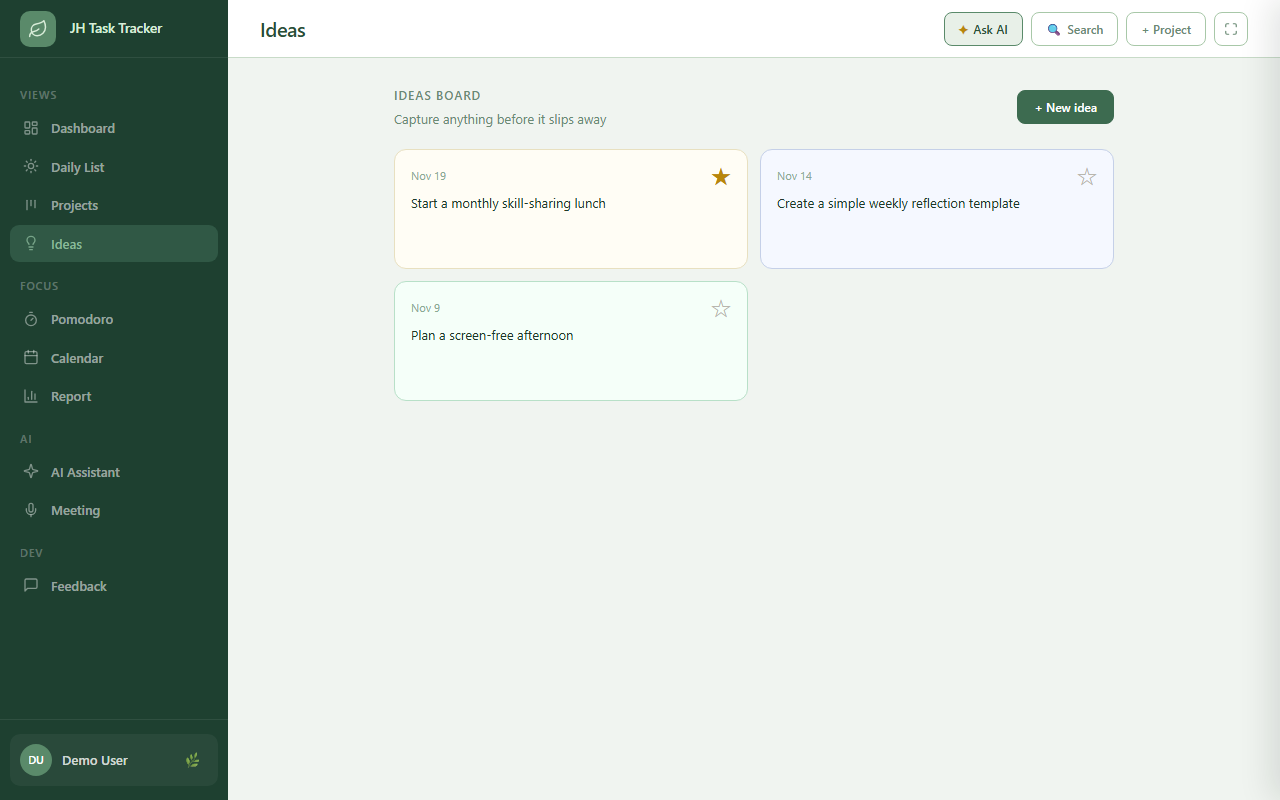 JH Task Tracker
VIEWS
Dashboard
Daily List
Projects
Ideas
FOCUS
Pomodoro
Calendar
Report
AI
AI Assistant
Meeting
DEV
Feedback
DU Demo User
Ideas
✦ Ask AI
🔍 Search
+ Project
IDEAS BOARD
Capture anything before it slips away
+ New idea
Nov 19
Start a monthly skill-sharing lunch
Nov 14
Create a simple weekly reflection template
Nov 9
Plan a screen-free afternoon